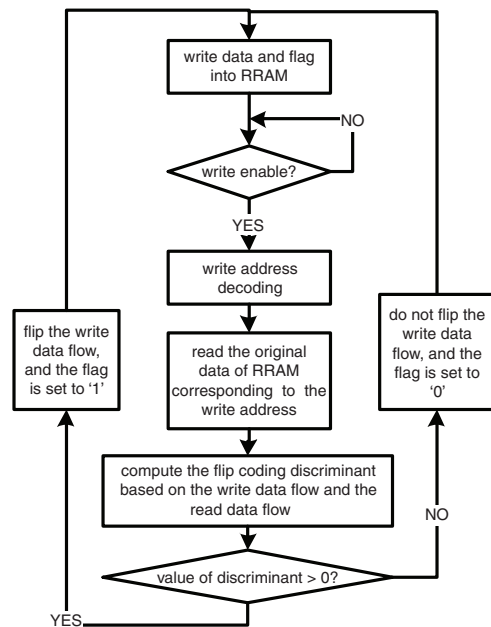 write data and flag
into RRAM
NO
write enable?
YES
write address
decoding
flip the write
data flow,
and the flag
is set to ‘1’
do not flip the
write data
flow, and the
flag is set to
‘0’
read the original
data of RRAM
corresponding to the
write address
compute the flip coding discriminant
based on the write data flow and the
read data flow
NO
value of discriminant > 0?
YES